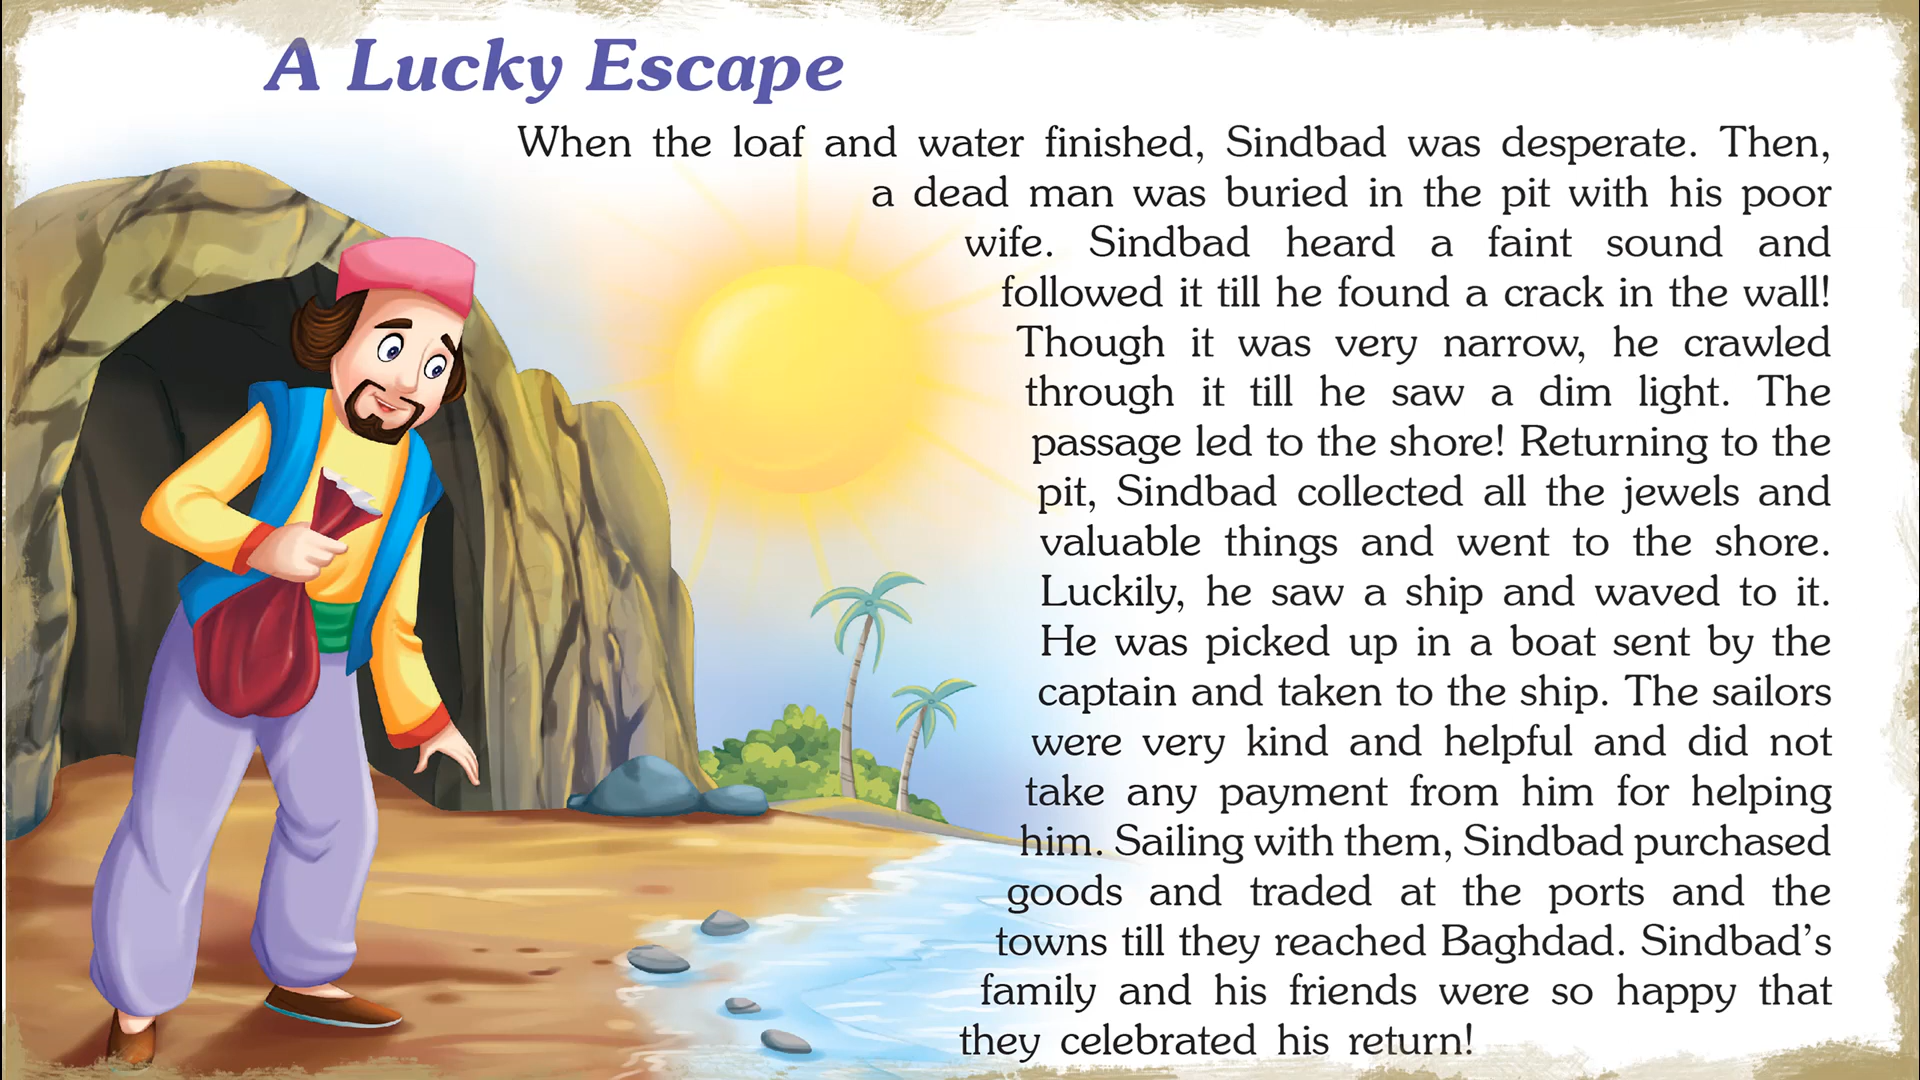 A Lucky Escape
When the loaf and water finished, Sindbad was desperate. Then,
a dead man was buried in the pit with his poor
wife. Sindbad heard a faint sound and
followed it till he found a crack in the wall!
Though it was very narrow, he crawled
through it till he saw a dim light. The
passage led to the shore! Returning to the
pit, Sindbad collected all the jewels and
valuable things and went to the shore.
Luckily, he saw a ship and waved to it.
He was picked up in a boat sent by the
captain and taken to the ship. The sailors
were very kind and helpful and did not
take any payment from him for helping
him. Sailing with them, Sindbad purchased
goods and traded at the ports and the
towns till they reached Baghdad. Sindbad’s
family and his friends were so happy that
they celebrated his return!